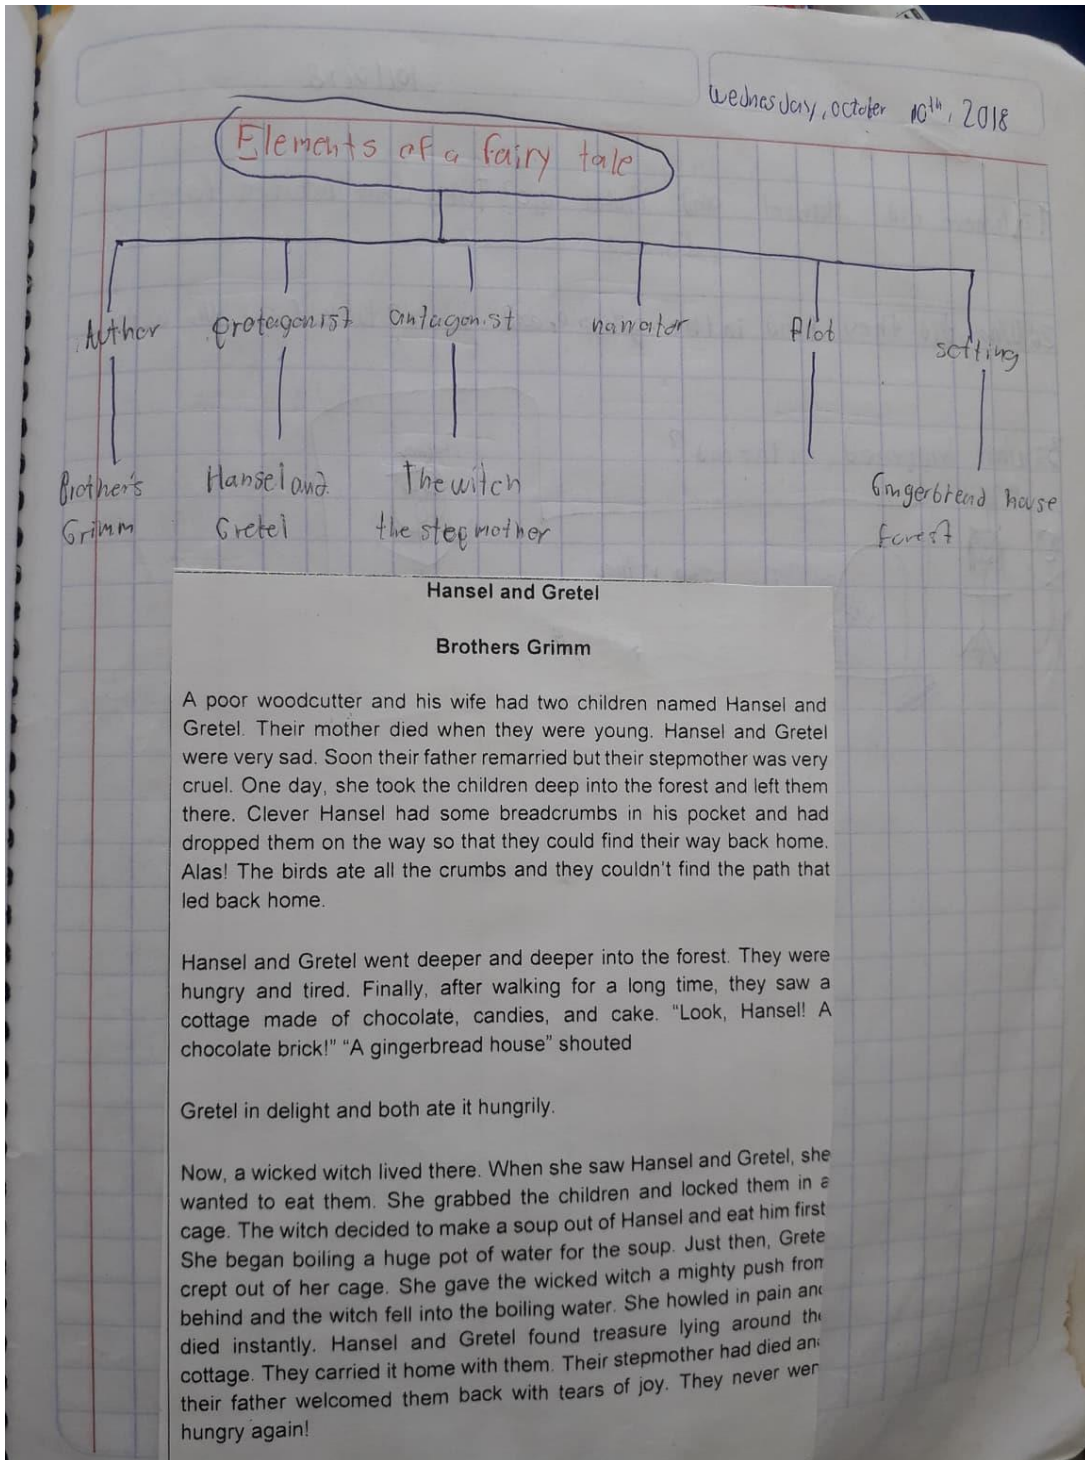 Wednesday, october 10th, 2018
Elements of a fairy tale
Author protagonist antagonist narrator Plot setting
Brother's Hansel and The witch Gingerbread house
Grimm Gretel the stepmother forest
Hansel and Gretel
Brothers Grimm
A poor woodcutter and his wife had two children named Hansel and
Gretel. Their mother died when they were young. Hansel and Gretel
were very sad. Soon their father remarried but their stepmother was very
cruel. One day, she took the children deep into the forest and left them
there. Clever Hansel had some breadcrumbs in his pocket and had
dropped them on the way so that they could find their way back home.
Alas! The birds ate all the crumbs and they couldn't find the path that
led back home.
Hansel and Gretel went deeper and deeper into the forest. They were
hungry and tired. Finally, after walking for a long time, they saw a
cottage made of chocolate, candies, and cake. “Look, Hansel! A
chocolate brick!” “A gingerbread house” shouted
Gretel in delight and both ate it hungrily.
Now, a wicked witch lived there. When she saw Hansel and Gretel, she
wanted to eat them. She grabbed the children and locked them in a
cage. The witch decided to make a soup out of Hansel and eat him first
She began boiling a huge pot of water for the soup. Just then, Grete
crept out of her cage. She gave the wicked witch a mighty push from
behind and the witch fell into the boiling water. She howled in pain and
died instantly. Hansel and Gretel found treasure lying around the
cottage. They carried it home with them. Their stepmother had died an
their father welcomed them back with tears of joy. They never wer
hungry again!